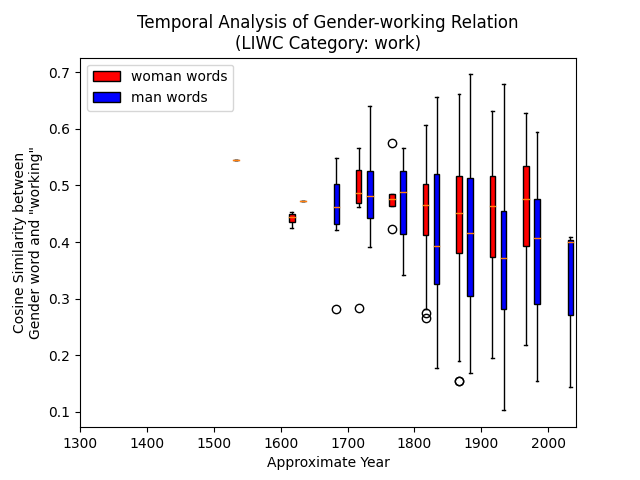 Temporal Analysis of Gender-working Relation
(LIWC Category: work)
woman words
man words
Cosine Similarity between
Gender word and "working"
0.7
0.6
0.5
0.4
0.3
0.2
0.1
1300 1400 1500 1600 1700 1800 1900 2000
Approximate Year